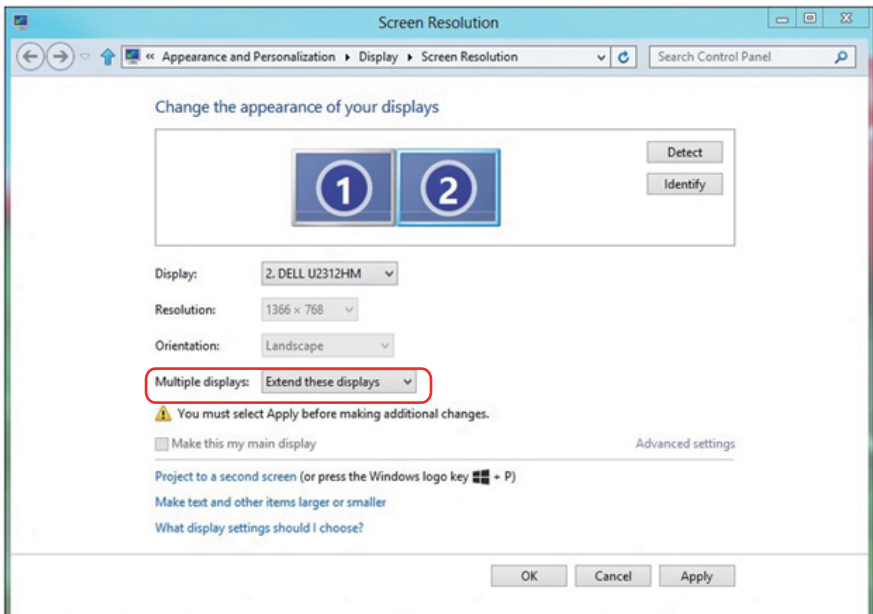 Screen Resolution
« Appearance and Personalization Display Screen Resolution Search Control Panel
Change the appearance of your displays
1 2
Detect
Identify
Display: 2. DELL U2312HM
Resolution: 1366 × 768
Orientation: Landscape
Multiple displays: Extend these displays
You must select Apply before making additional changes.
Make this my main display Advanced settings
Project to a second screen (or press the Windows logo key + P)
Make text and other items larger or smaller
What display settings should I choose?
OK Cancel Apply